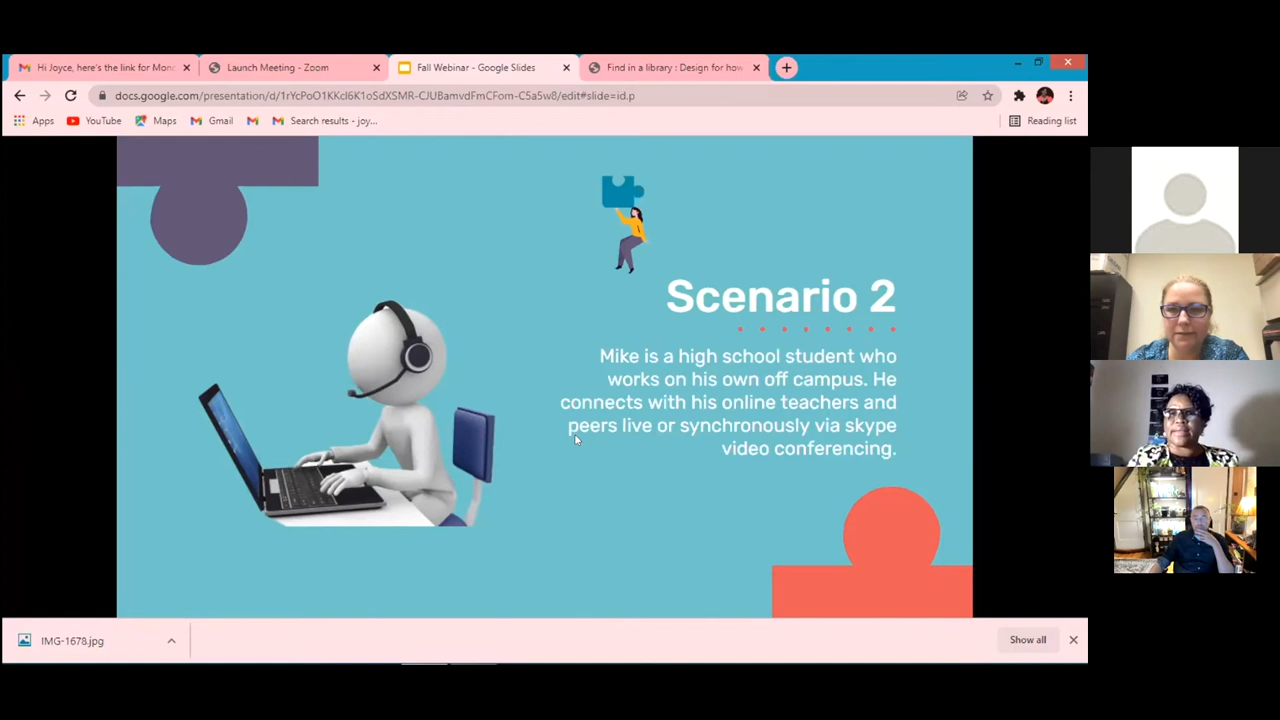 Hi Joyce, here's the link for Mon
Launch Meeting - Zoom
Fall Webinar - Google Slides
Find in a library : Design for how
docs.google.com/presentation/d/1rYcPoO1KKcl6K1oSdXSMR-CJUBamvdFmCFom-C5a5w8/edit#slide=id.p
Apps
YouTube
Maps
Gmail
Search results - joy...
Reading list
Scenario 2
Mike is a high school student who
works on his own off campus. He
connects with his online teachers and
peers live or synchronously via skype
video conferencing.
IMG-1678.jpg
Show all